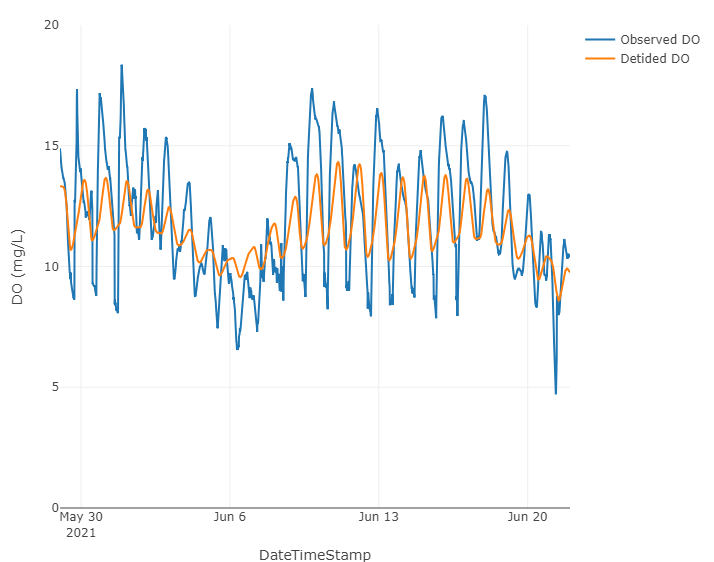 20
15
10
5
0
DO (mg/L)
May 30
2021
Jun 6
Jun 13
Jun 20
DateTimeStamp
Observed DO
Detided DO